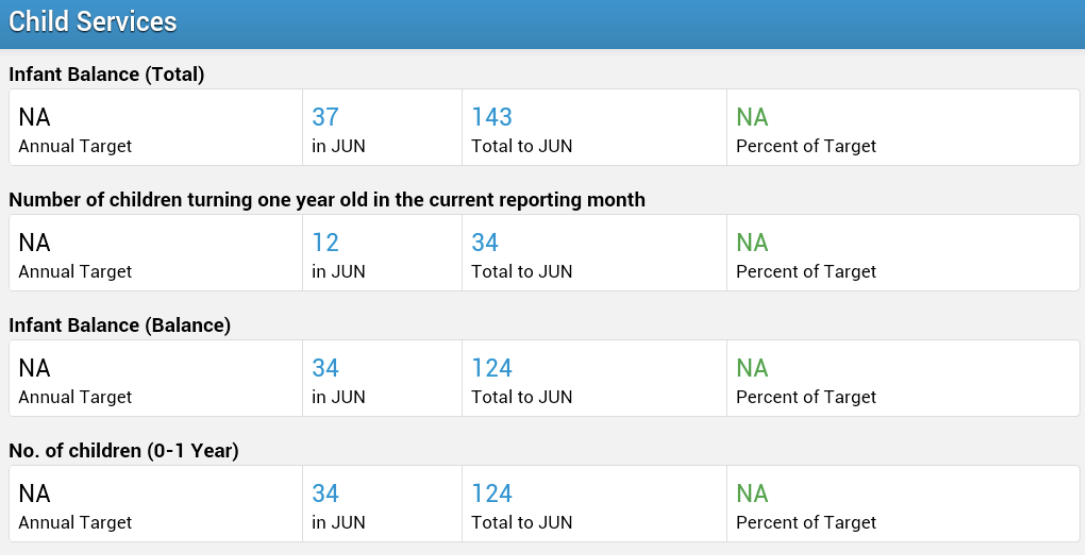 Child Services
Infant Balance (Total)
NA 37 143 NA
Annual Target in JUN Total to JUN Percent of Target
Number of children turning one year old in the current reporting month
NA 12 34 NA
Annual Target in JUN Total to JUN Percent of Target
Infant Balance (Balance)
NA 34 124 NA
Annual Target in JUN Total to JUN Percent of Target
No. of children (0-1 Year)
NA 34 124 NA
Annual Target in JUN Total to JUN Percent of Target